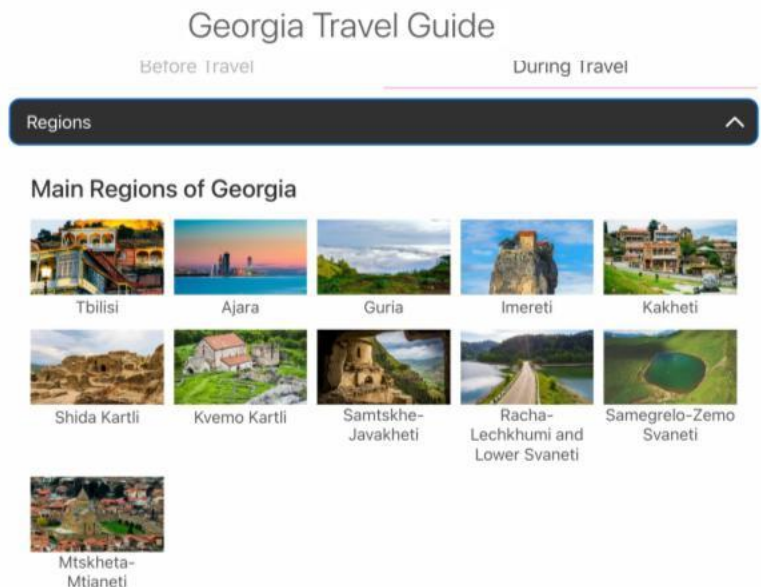 Georgia Travel Guide
Before Travel
During Travel
Regions
Main Regions of Georgia
Tbilisi
Ajara
Guria
Imereti
Kakheti
Shida Kartli
Kvemo Kartli
Samtskhe-
Javakheti
Racha-
Lechkhumi and
Lower Svaneti
Samegrelo-Zemo
Svaneti
Mtskheta-
Mtianeti